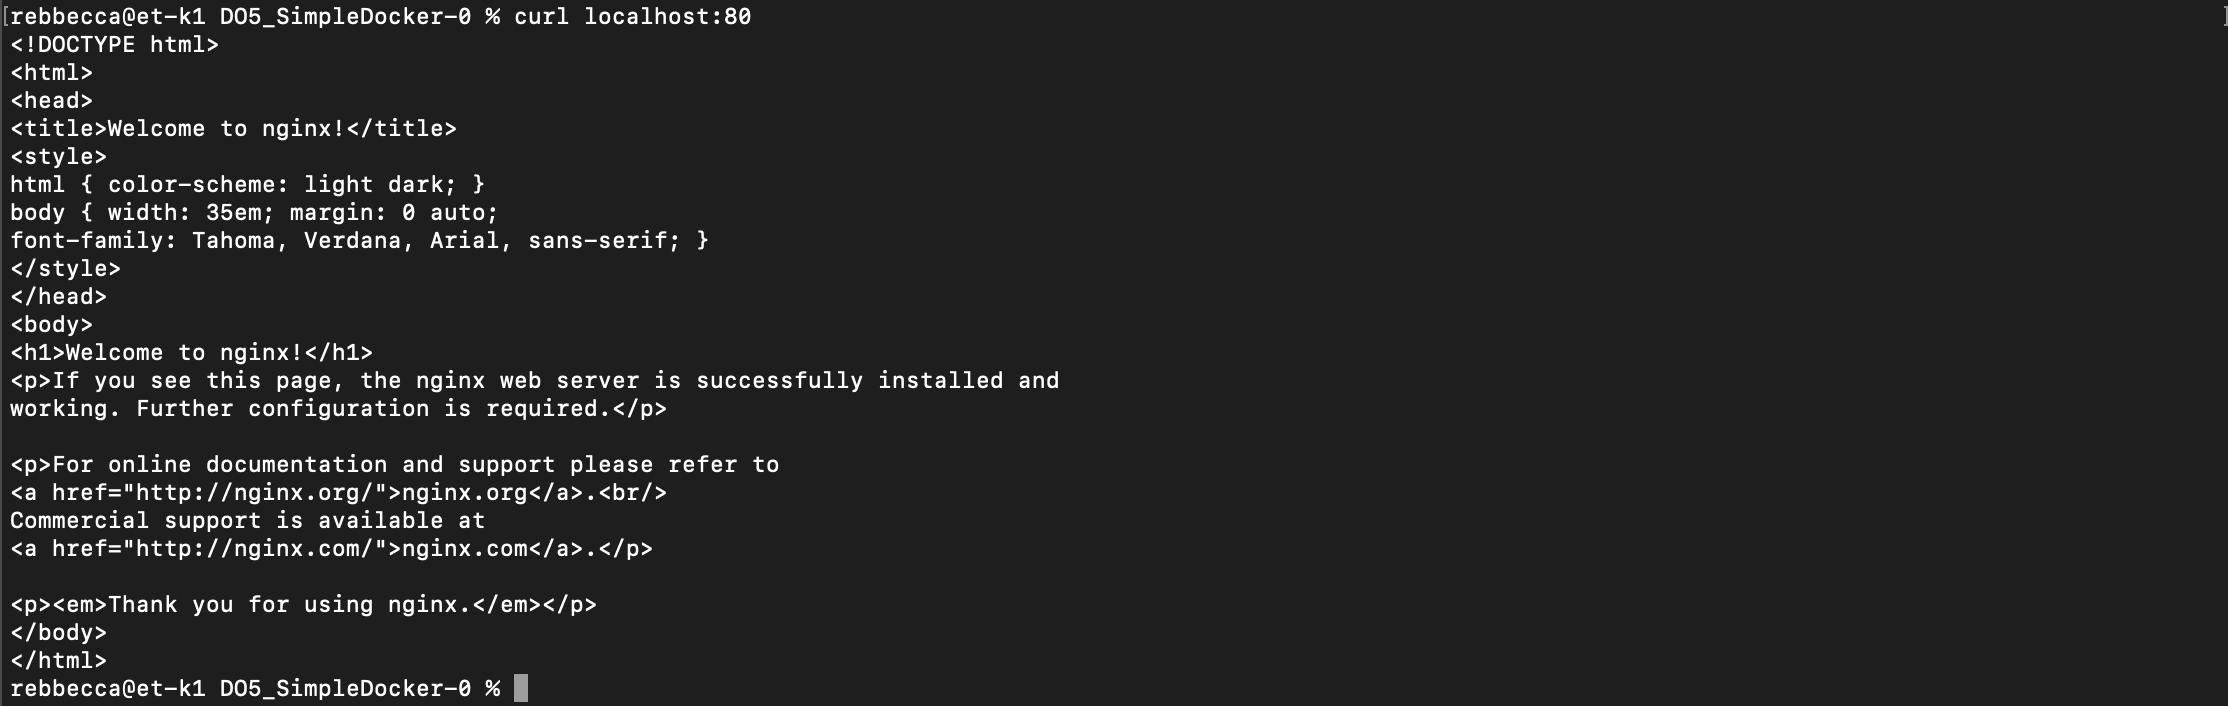 [rebbecca@et-k1 DO5_SimpleDocker-0 % curl localhost:80 ]
<!DOCTYPE html>
<html>
<head>
<title>Welcome to nginx!</title>
<style>
html { color-scheme: light dark; }
body { width: 35em; margin: 0 auto;
font-family: Tahoma, Verdana, Arial, sans-serif; }
</style>
</head>
<body>
<h1>Welcome to nginx!</h1>
<p>If you see this page, the nginx web server is successfully installed and
working. Further configuration is required.</p>

<p>For online documentation and support please refer to
<a href="http://nginx.org/">nginx.org</a>.<br/>
Commercial support is available at
<a href="http://nginx.com/">nginx.com</a>.</p>

<p><em>Thank you for using nginx.</em></p>
</body>
</html>
rebbecca@et-k1 DO5_SimpleDocker-0 %